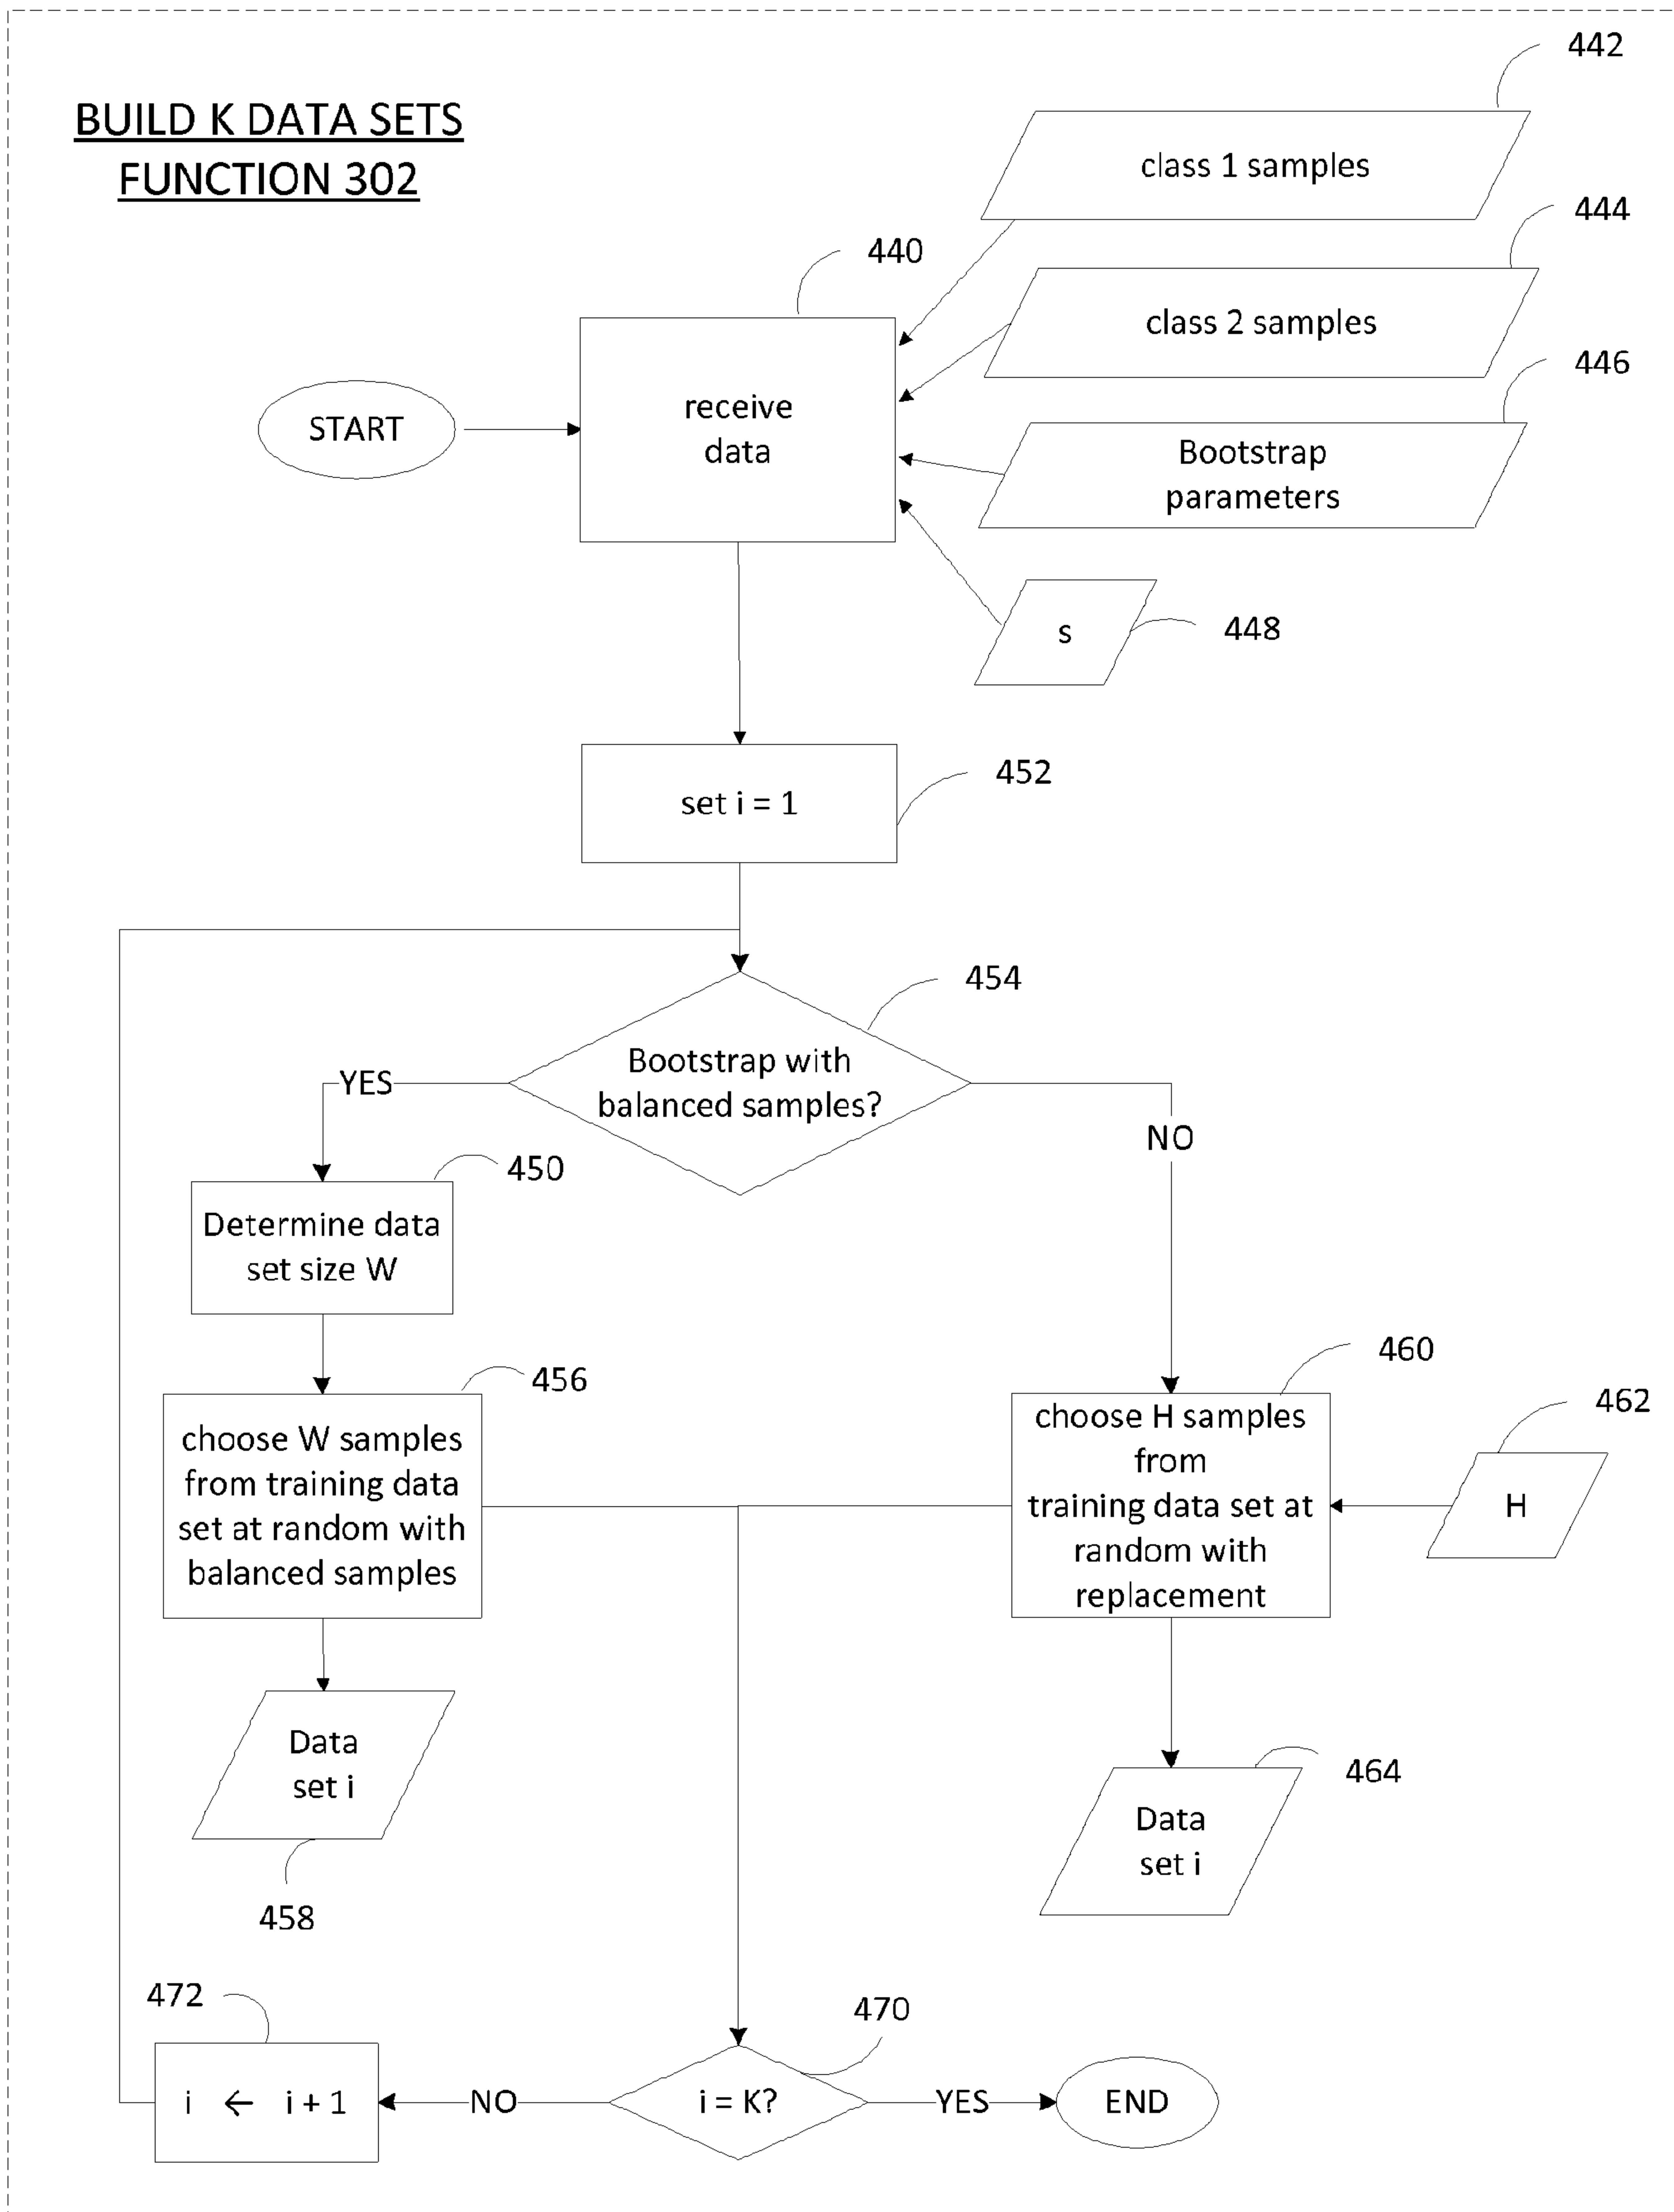 BUILD K DATA SETS
FUNCTION 302
442
class 1 samples
444
class 2 samples
440
446
receive
data
START
Bootstrap
parameters
s
448
452
set i = 1
454
Bootstrap with
balanced samples?
YES
NO
450
Determine data
set size W
456
choose W samples
from training data
set at random with
balanced samples
460
choose H samples
from
training data set at
random with
replacement
462
H
Data
set i
458
464
Data
set i
472
i ← i + 1
NO
470
i = K?
YES
END